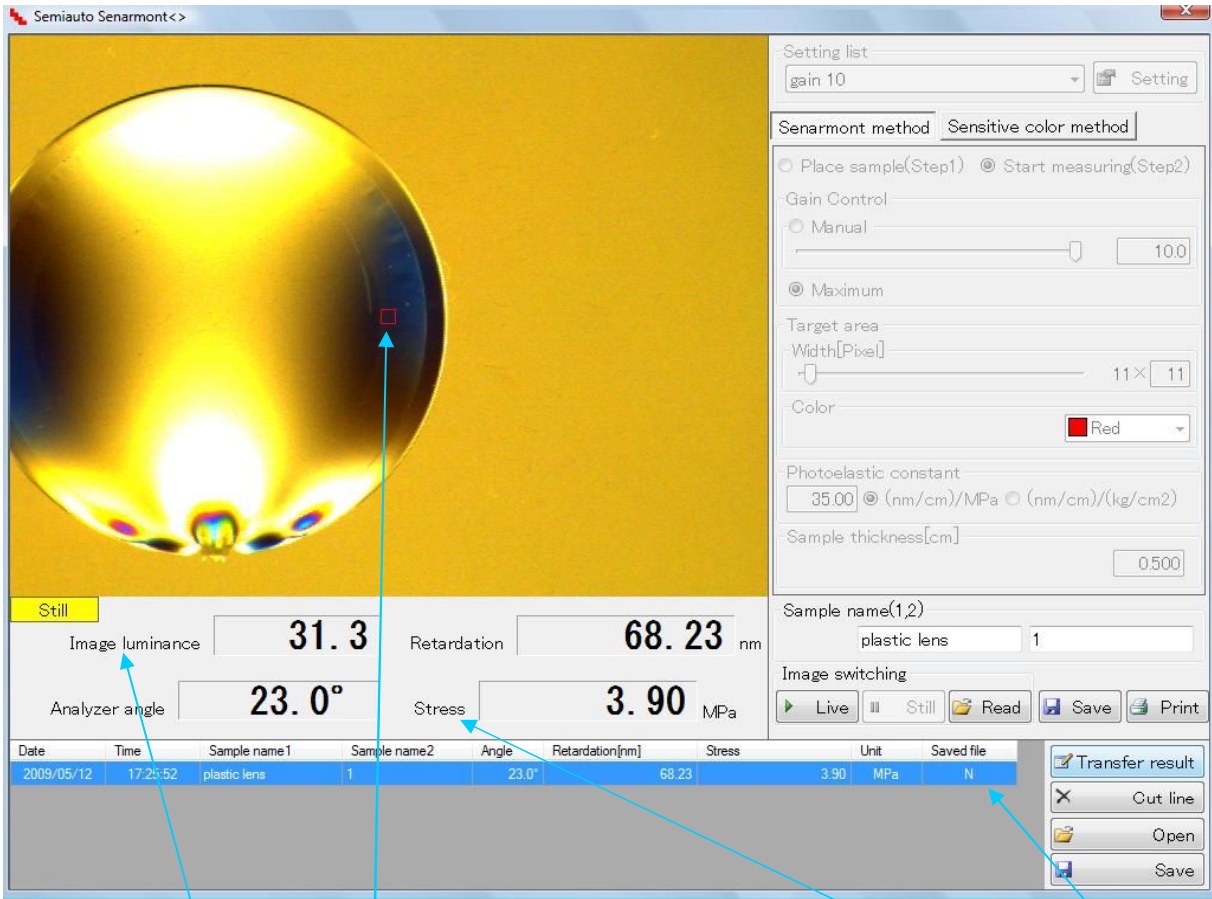 Semiauto Senarmont<>
Setting list
gain 10
Setting
Senarmont method Sensitive color method
Place sample(Step1) Start measuring(Step2)
Gain Control
Manual
10.0
Maximum
Target area
Width[Pixel]
11× 11
Color
Red
Photoelastic constant
35.00 (nm/cm)/MPa (nm/cm)/(kg/cm2)
Sample thickness[cm]
0.500
Still
Image luminance 31.3 Retardation 68.23 nm
Analyzer angle 23.0° Stress 3.90 MPa
Sample name(1,2)
plastic lens 1
Image switching
Live Still Read Save Print
Date Time Sample name1 Sample name2 Angle Retardation[nm] Stress Unit Saved file
2009/05/12 17:25:52 plastic lens 1 23.0° 68.23 3.90 MPa N
Transfer result
Cut line
Open
Save